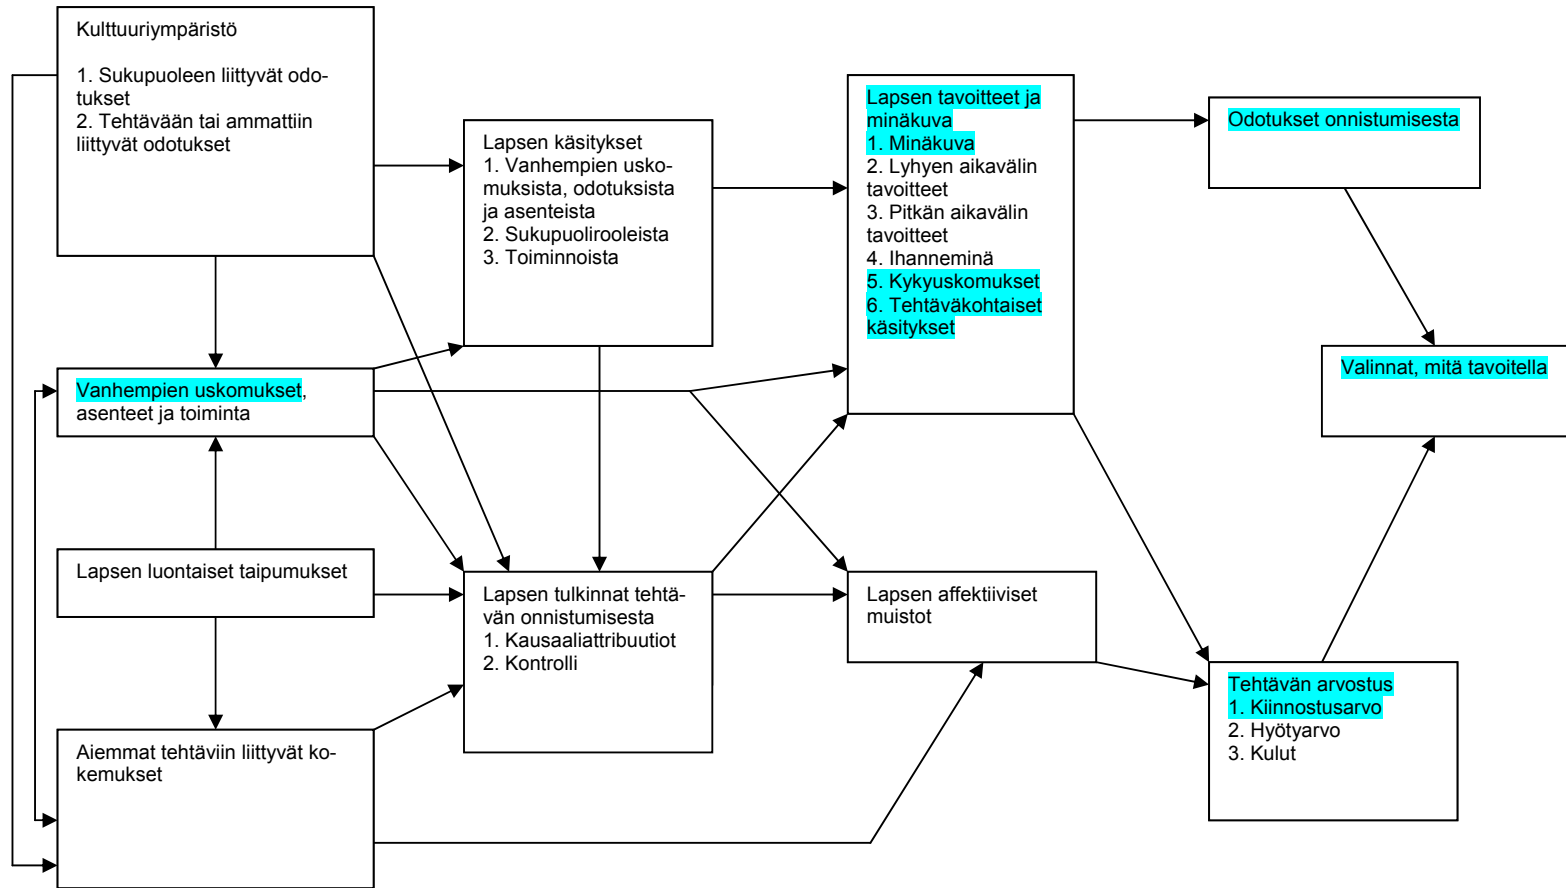 Kulttuuriympäristö
1. Sukupuoleen liittyvät odo-
tukset
2. Tehtävään tai ammattiin
liittyvät odotukset
Vanhempien uskomukset,
asenteet ja toiminta
Lapsen luontaiset taipumukset
Aiemmat tehtäviin liittyvät ko-
kemukset
Lapsen käsitykset
1. Vanhempien usko-
muksista, odotuksista
ja asenteista
2. Sukupuolirooleista
3. Toiminnoista
Lapsen tulkinnat tehtä-
vän onnistumisesta
1. Kausaaliattribuutiot
2. Kontrolli
Lapsen tavoitteet ja
minäkuva
1. Minäkuva
2. Lyhyen aikavälin
tavoitteet
3. Pitkän aikavälin
tavoitteet
4. Ihanneminä
5. Kykyuskomukset
6. Tehtäväkohtaiset
käsitykset
Lapsen affektiiviset
muistot
Odotukset onnistumisesta
Valinnat, mitä tavoitella
Tehtävän arvostus
1. Kiinnostusarvo
2. Hyötyarvo
3. Kulut